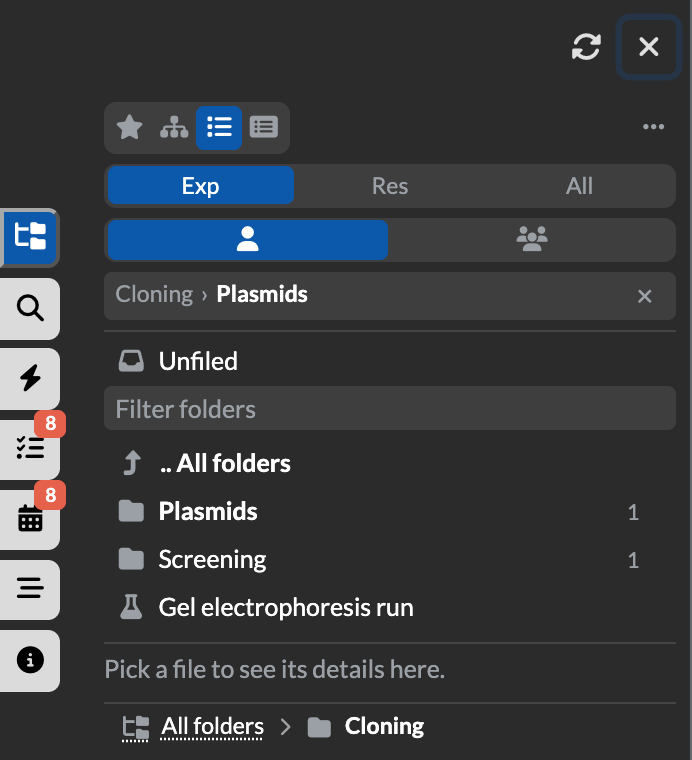 Exp Res All
Cloning › Plasmids ×
Unfiled
Filter folders
.. All folders
Plasmids 1
Screening 1
Gel electrophoresis run
Pick a file to see its details here.
All folders > Cloning
8
8